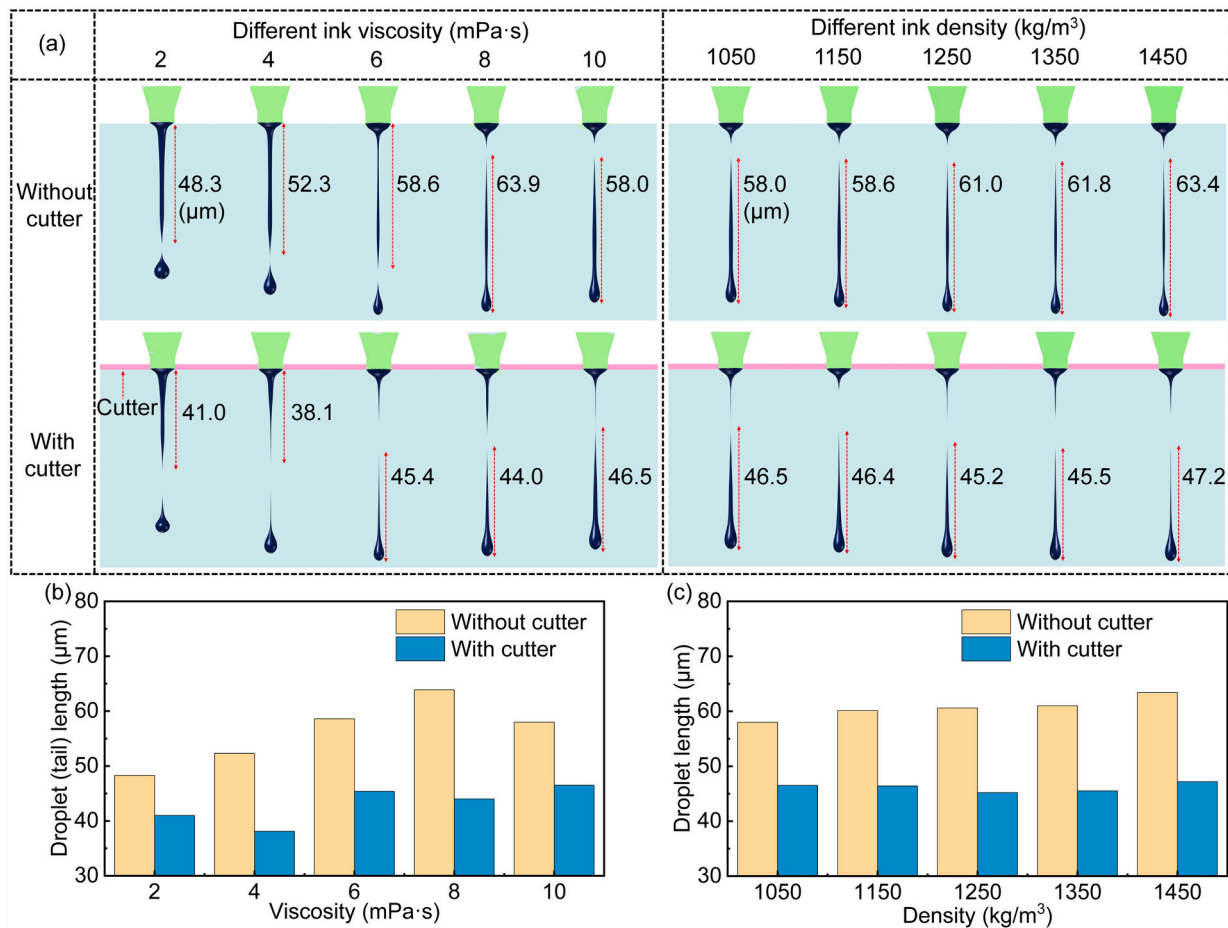 (a)
Different ink viscosity (mPa·s)
2 4 6 8 10
Different ink density (kg/m³)
1050 1150 1250 1350 1450
Without
cutter
48.3
(μm)
52.3
58.6
63.9
58.0
58.0
(μm)
58.6
61.0
61.8
63.4
With
cutter
Cutter
41.0
38.1
45.4
44.0
46.5
46.5
46.4
45.2
45.5
47.2
(b)
Droplet (tail) length (μm)
80
70
60
50
40
30
Without cutter
With cutter
2 4 6 8 10
Viscosity (mPa·s)
(c)
Droplet length (μm)
80
70
60
50
40
30
Without cutter
With cutter
1050 1150 1250 1350 1450
Density (kg/m³)